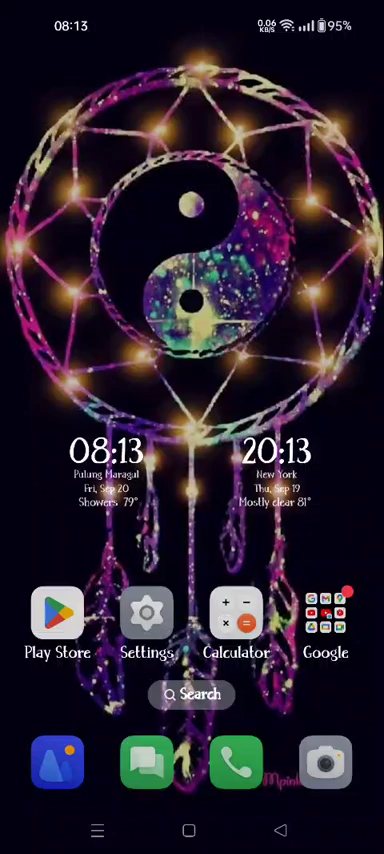 08:13
0.06 KB/S
95%
08:13
Pulung Maragul
Fri, Sep 20
Showers 79°
20:13
New York
Thu, Sep 19
Mostly clear 81°
Play Store
Settings
Calculator
Google
Search